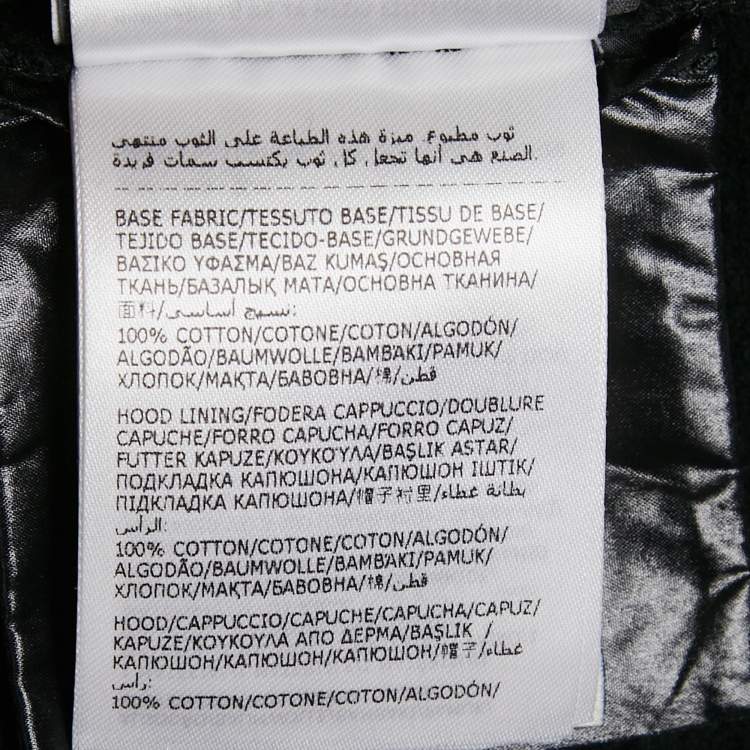 ثوب مطبوع. ميزة هذه الطباعة على الثوب منتهي
الصنع هي أنها تجعل كل ثوب يكتسب سمات فريدة.
BASE FABRIC/TESSUTO BASE/TISSU DE BASE/
TEJIDO BASE/TECIDO-BASE/GRUNDGEWEBE/
ΒΑΣΙΚΟ ΥΦΑΣΜΑ/BAZ KUMAŞ/ОСНОВНАЯ
ТКАНЬ/БАЗАЛЫҚ МАТА/ОСНОВНА ТКАНИНА/
面料/نسيج أساسي:
100% COTTON/COTONE/COTON/ALGODÓN/
ALGODÃO/BAUMWOLLE/ΒΑΜΒΆΚΙ/PAMUK/
ХЛОПОК/МАҚТА/БАВОВНА/棉/قطن
HOOD LINING/FODERA CAPPUCCIO/DOUBLURE
CAPUCHE/FORRO CAPUCHA/FORRO CAPUZ/
FUTTER KAPUZE/ΚΟΥΚΟΎΛΑ/BAŞLIK ASTAR/
ПОДКЛАДКА КАПЮШОНА/КАПЮШОН ІШТІК/
ПІДКЛАДКА КАПЮШОНА/帽子衬里/بطانة غطاء
الرأس:
100% COTTON/COTONE/COTON/ALGODÓN/
ALGODÃO/BAUMWOLLE/ΒΑΜΒΆΚΙ/PAMUK/
ХЛОПОК/МАҚТА/БАВОВНА/棉/قطن
HOOD/CAPPUCCIO/CAPUCHE/CAPUCHA/CAPUZ/
KAPUZE/ΚΟΥΚΟΥΛΑ ΑΠΟ ΔΕΡΜΑ/BAŞLIK /
КАПЮШОН/КАПЮШОН/КАПЮШОН/帽子/غطاء
رأس:
100% COTTON/COTONE/COTON/ALGODÓN/